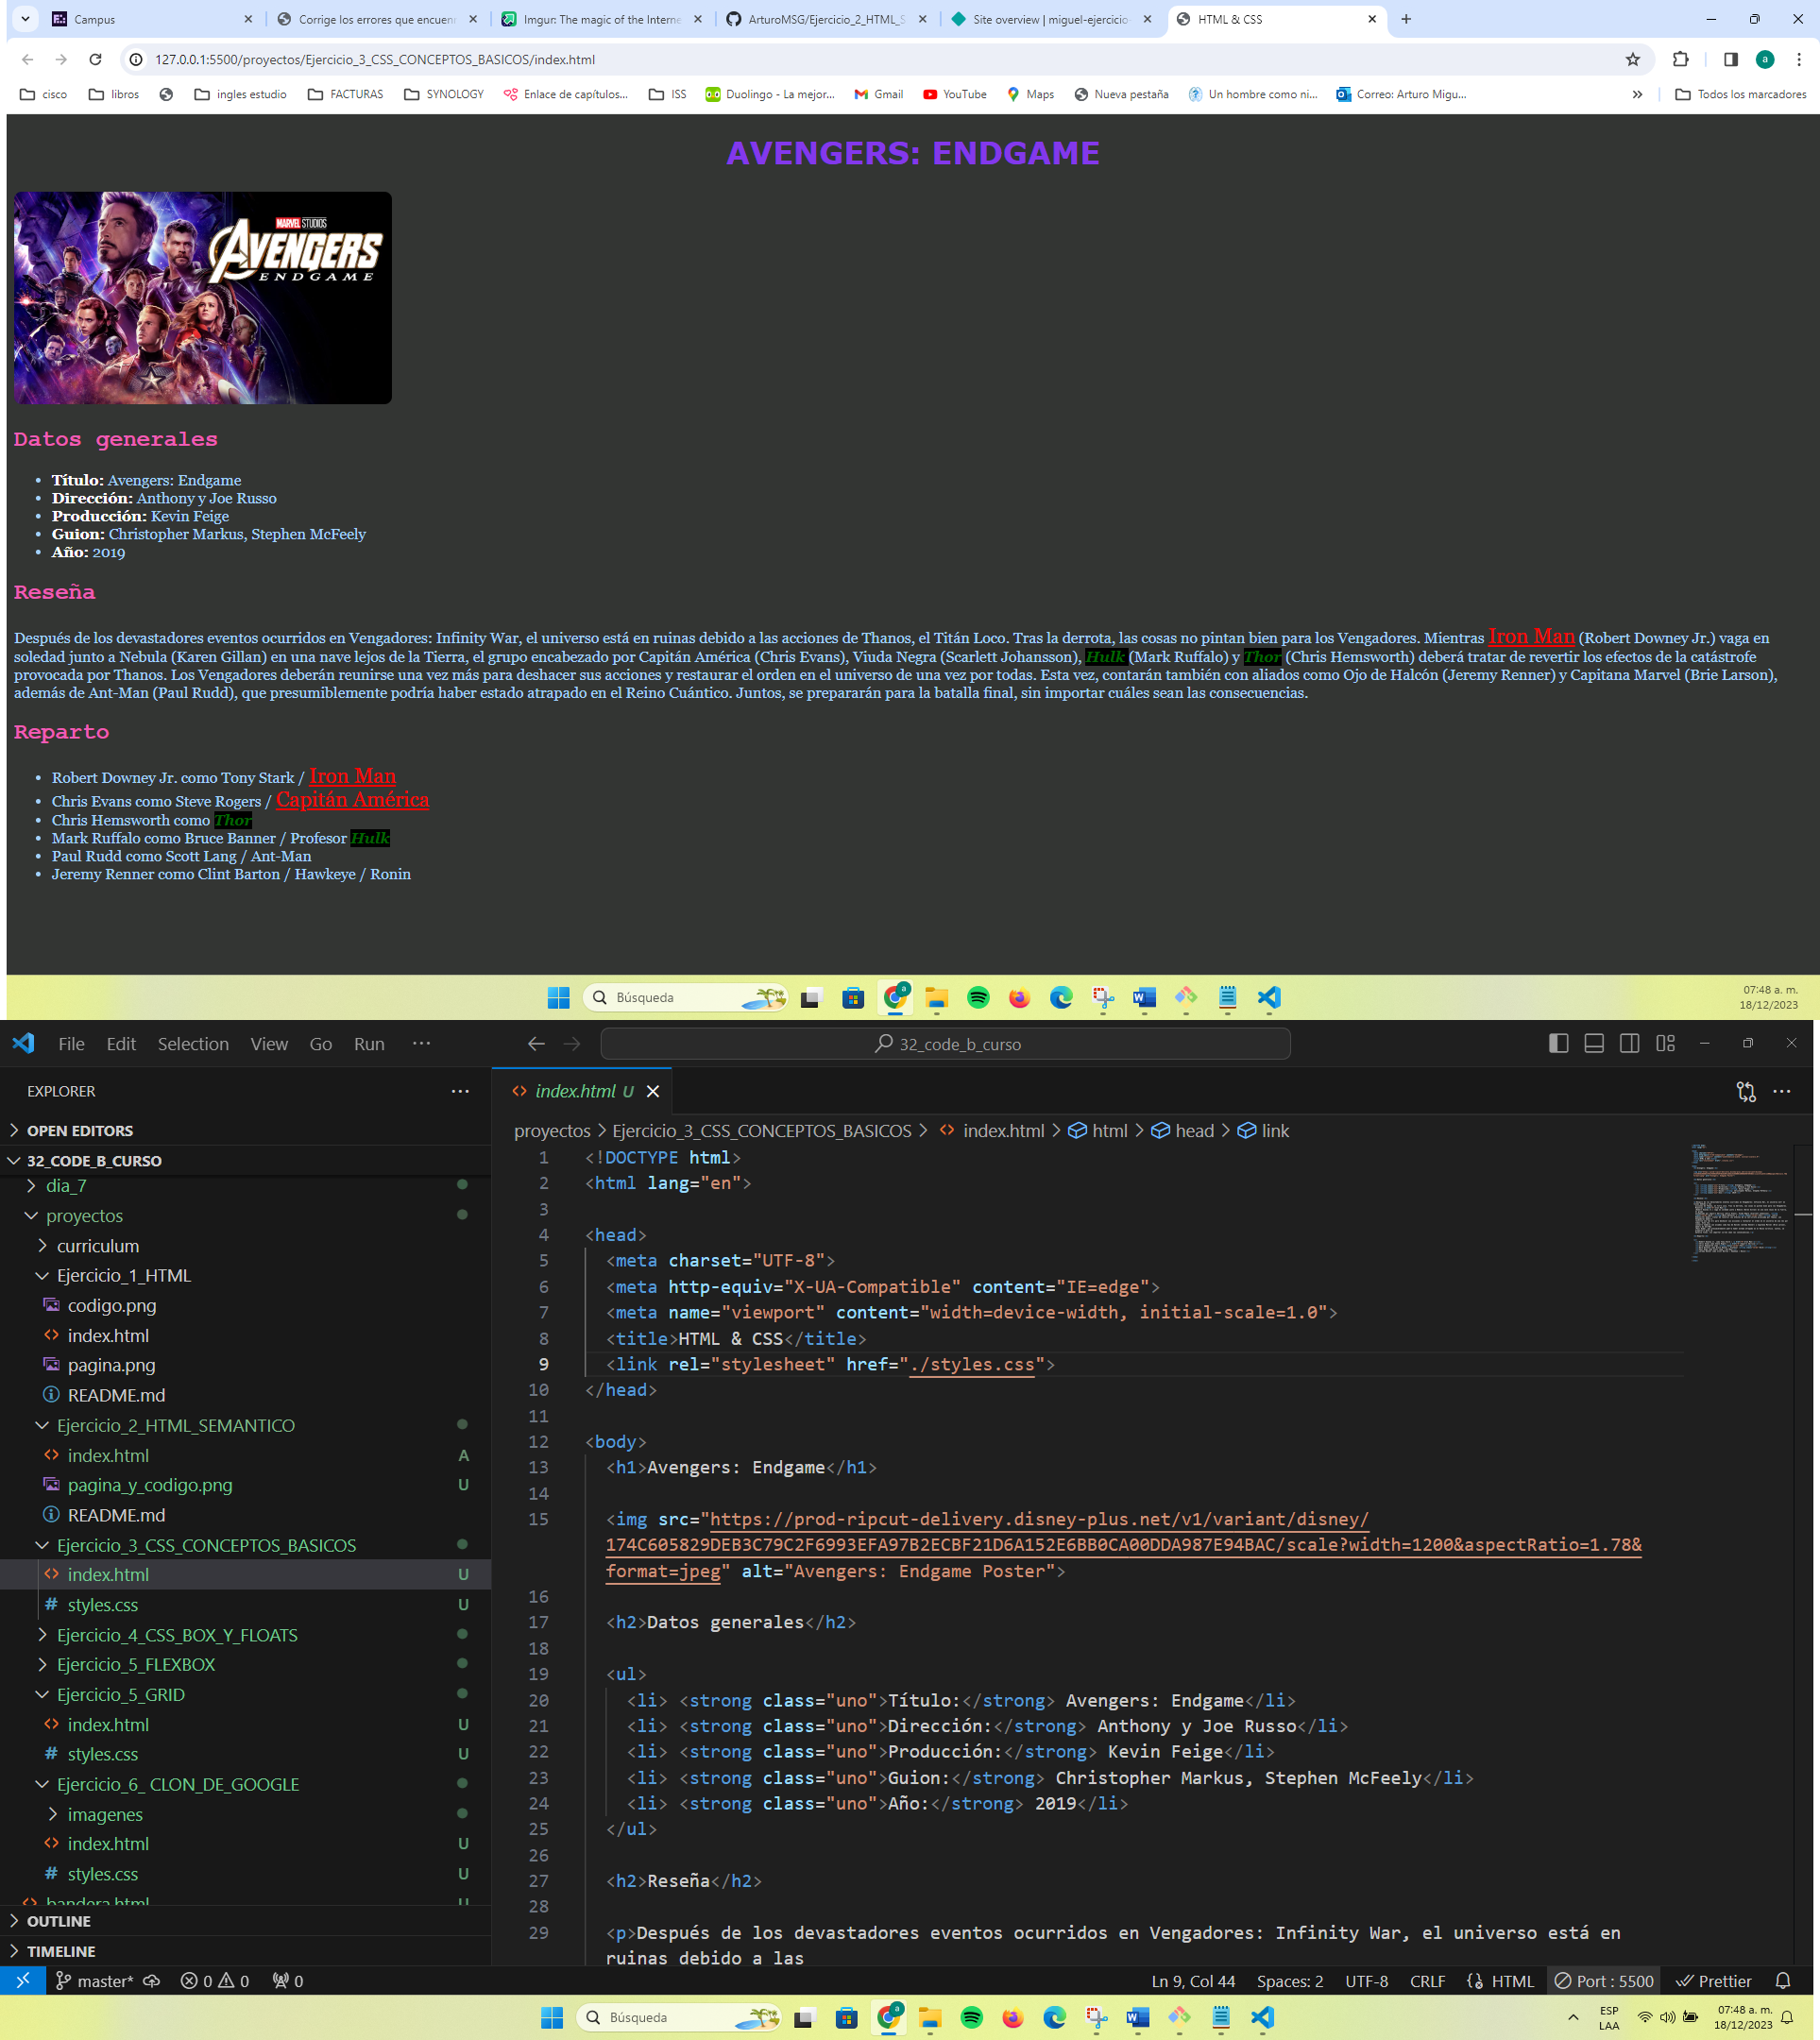 Campus
Corrige los errores que encuen
Imgur: The magic of the Interne
ArturoMSG/Ejercicio_2_HTML_S
Site overview | miguel-ejercicio
HTML & CSS
127.0.0.1:5500/proyectos/Ejercicio_3_CSS_CONCEPTOS_BASICOS/index.html
a
cisco
libros
ingles estudio
FACTURAS
SYNOLOGY
Enlace de capítulos...
ISS
Duolingo - La mejor...
Gmail
YouTube
Maps
Nueva pestaña
Un hombre como ni...
Correo: Arturo Migu...
Todos los marcadores
AVENGERS: ENDGAME
MARVEL STUDIOS
AVENGERS
ENDGAME
Datos generales
• Título: Avengers: Endgame
• Dirección: Anthony y Joe Russo
• Producción: Kevin Feige
• Guion: Christopher Markus, Stephen McFeely
• Año: 2019
Reseña
Después de los devastadores eventos ocurridos en Vengadores: Infinity War, el universo está en ruinas debido a las acciones de Thanos, el Titán Loco. Tras la derrota, las cosas no pintan bien para los Vengadores. Mientras Iron Man (Robert Downey Jr.) vaga en
soledad junto a Nebula (Karen Gillan) en una nave lejos de la Tierra, el grupo encabezado por Capitán América (Chris Evans), Viuda Negra (Scarlett Johansson), Hulk (Mark Ruffalo) y Thor (Chris Hemsworth) deberá tratar de revertir los efectos de la catástrofe
provocada por Thanos. Los Vengadores deberán reunirse una vez más para deshacer sus acciones y restaurar el orden en el universo de una vez por todas. Esta vez, contarán también con aliados como Ojo de Halcón (Jeremy Renner) y Capitana Marvel (Brie Larson),
además de Ant-Man (Paul Rudd), que presumiblemente podría haber estado atrapado en el Reino Cuántico. Juntos, se prepararán para la batalla final, sin importar cuáles sean las consecuencias.
Reparto
• Robert Downey Jr. como Tony Stark / Iron Man
• Chris Evans como Steve Rogers / Capitán América
• Chris Hemsworth como Thor
• Mark Ruffalo como Bruce Banner / Profesor Hulk
• Paul Rudd como Scott Lang / Ant-Man
• Jeremy Renner como Clint Barton / Hawkeye / Ronin
Búsqueda
a
07:48 a. m.
18/12/2023
File Edit Selection View Go Run ···
32_code_b_curso
EXPLORER
index.html U
OPEN EDITORS
proyectos > Ejercicio_3_CSS_CONCEPTOS_BASICOS > index.html > html > head > link
32_CODE_B_CURSO
dia_7
proyectos
curriculum
Ejercicio_1_HTML
codigo.png
index.html
pagina.png
README.md
Ejercicio_2_HTML_SEMANTICO
index.html A
pagina_y_codigo.png U
README.md
Ejercicio_3_CSS_CONCEPTOS_BASICOS
index.html U
styles.css U
Ejercicio_4_CSS_BOX_Y_FLOATS
Ejercicio_5_FLEXBOX
Ejercicio_5_GRID
index.html U
styles.css U
Ejercicio_6_ CLON_DE_GOOGLE
imagenes
index.html U
styles.css U
bandera.html U
OUTLINE
TIMELINE
1 <!DOCTYPE html>
2 <html lang="en">
3
4 <head>
5 <meta charset="UTF-8">
6 <meta http-equiv="X-UA-Compatible" content="IE=edge">
7 <meta name="viewport" content="width=device-width, initial-scale=1.0">
8 <title>HTML & CSS</title>
9 <link rel="stylesheet" href="./styles.css">
10 </head>
11
12 <body>
13 <h1>Avengers: Endgame</h1>
14
15 <img src="https://prod-ripcut-delivery.disney-plus.net/v1/variant/disney/
174C605829DEB3C79C2F6993EFA97B2ECBF21D6A152E6BB0CA00DDA987E94BAC/scale?width=1200&aspectRatio=1.78&
format=jpeg" alt="Avengers: Endgame Poster">
16
17 <h2>Datos generales</h2>
18
19 <ul>
20 <li> <strong class="uno">Título:</strong> Avengers: Endgame</li>
21 <li> <strong class="uno">Dirección:</strong> Anthony y Joe Russo</li>
22 <li> <strong class="uno">Producción:</strong> Kevin Feige</li>
23 <li> <strong class="uno">Guion:</strong> Christopher Markus, Stephen McFeely</li>
24 <li> <strong class="uno">Año:</strong> 2019</li>
25 </ul>
26
27 <h2>Reseña</h2>
28
29 <p>Después de los devastadores eventos ocurridos en Vengadores: Infinity War, el universo está en
ruinas debido a las
master* 0 0 0
Ln 9, Col 44 Spaces: 2 UTF-8 CRLF HTML Port : 5500 Prettier
Búsqueda
a
ESP
LAA
07:48 a. m.
18/12/2023